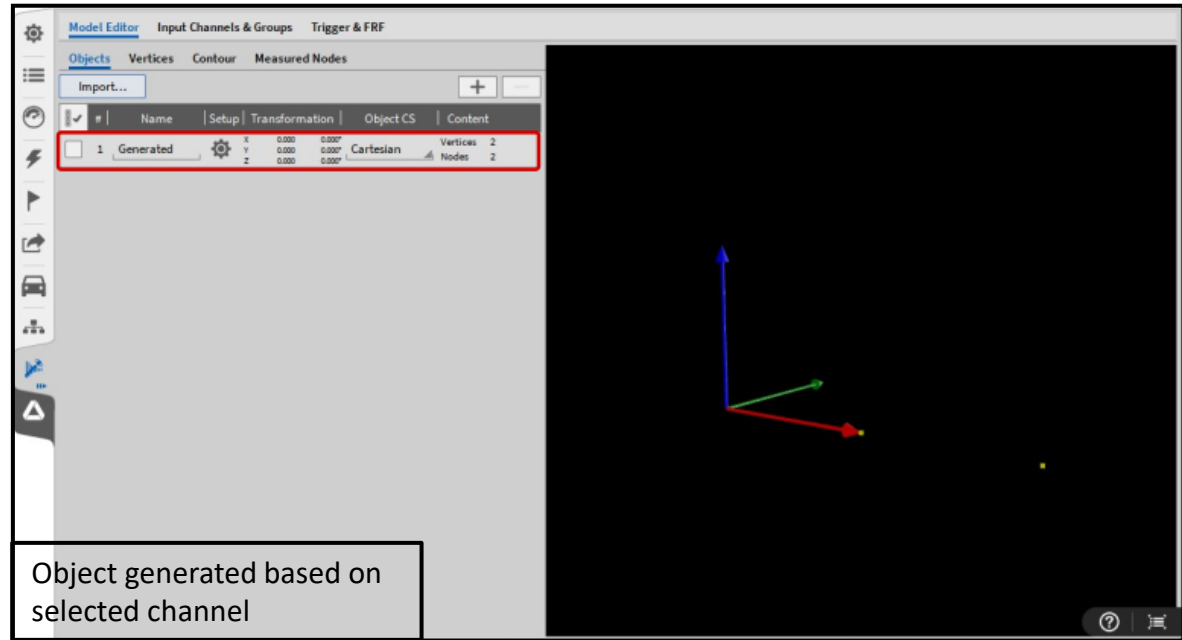 Model Editor Input Channels & Groups Trigger & FRF
Objects Vertices Contour Measured Nodes
Import... + −
# Name Setup Transformation Object CS Content
1 Generated X 0.000 0.000° Cartesian Vertices 2
Y 0.000 0.000°
Z 0.000 0.000° Nodes 2
Object generated based on
selected channel